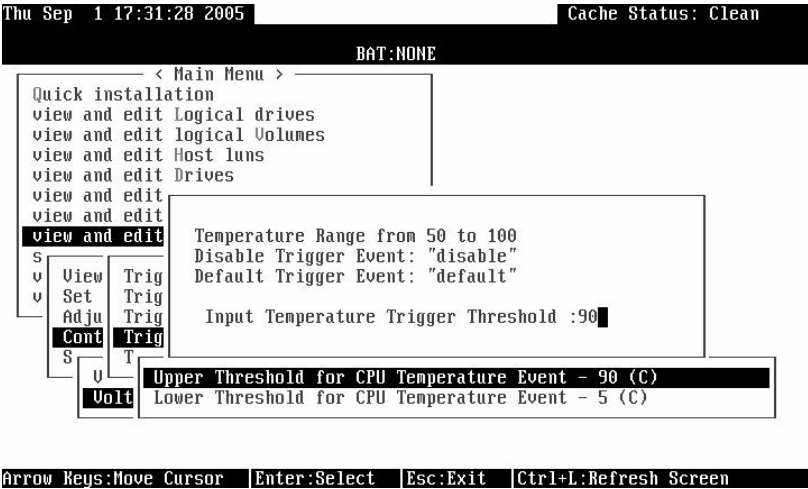 Thu Sep 1 17:31:28 2005 Cache Status: Clean
BAT:NONE
< Main Menu >
Quick installation
view and edit Logical drives
view and edit logical Volumes
view and edit Host luns
view and edit Drives
view and edit
view and edit
view and edit
s
v
v
View
Set
Adju
Cont
S
Trig
Trig
Trig
Trig
T
V
Volt
Temperature Range from 50 to 100
Disable Trigger Event: "disable"
Default Trigger Event: "default"
Input Temperature Trigger Threshold :90
Upper Threshold for CPU Temperature Event - 90 (C)
Lower Threshold for CPU Temperature Event - 5 (C)
Arrow Keys:Move Cursor |Enter:Select |Esc:Exit |Ctrl+L:Refresh Screen